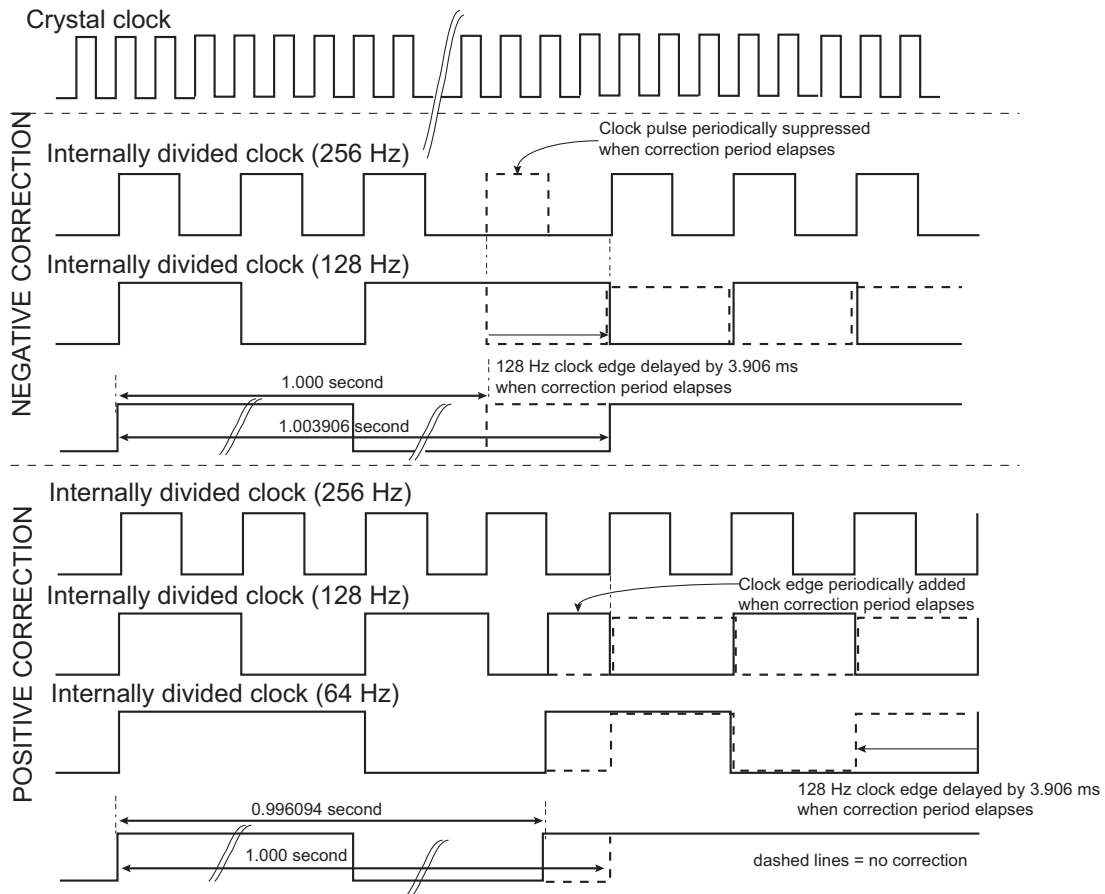 Crystal clock
NEGATIVE CORRECTION
Internally divided clock (256 Hz)
Clock pulse periodically suppressed
when correction period elapses
Internally divided clock (128 Hz)
128 Hz clock edge delayed by 3.906 ms
when correction period elapses
1.000 second
1.003906 second
POSITIVE CORRECTION
Internally divided clock (256 Hz)
Internally divided clock (128 Hz)
Clock edge periodically added
when correction period elapses
Internally divided clock (64 Hz)
128 Hz clock edge delayed by 3.906 ms
when correction period elapses
0.996094 second
1.000 second
dashed lines = no correction